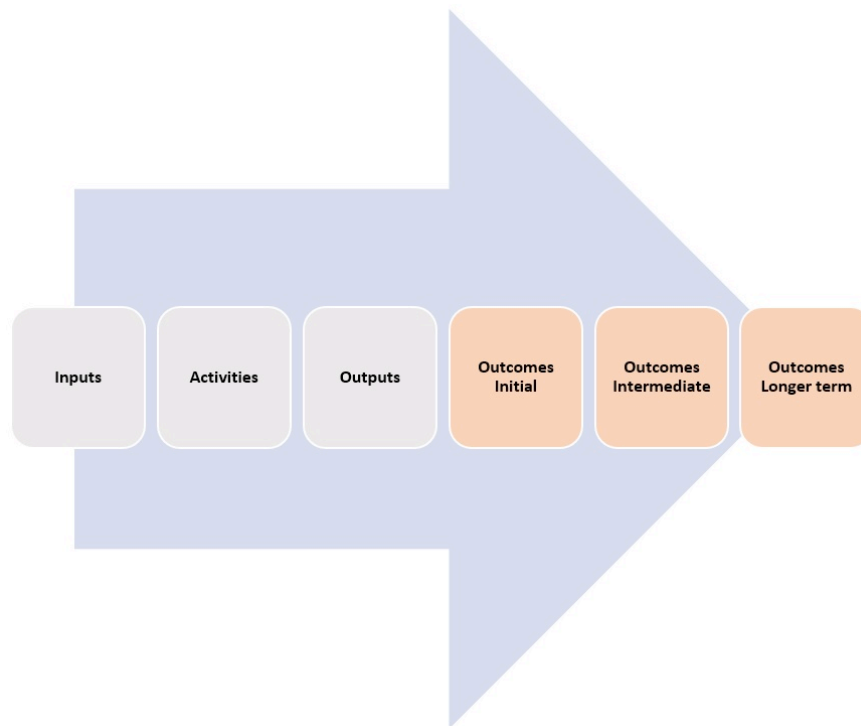 Inputs
Activities
Outputs
Outcomes
Initial
Outcomes
Intermediate
Outcomes
Longer term